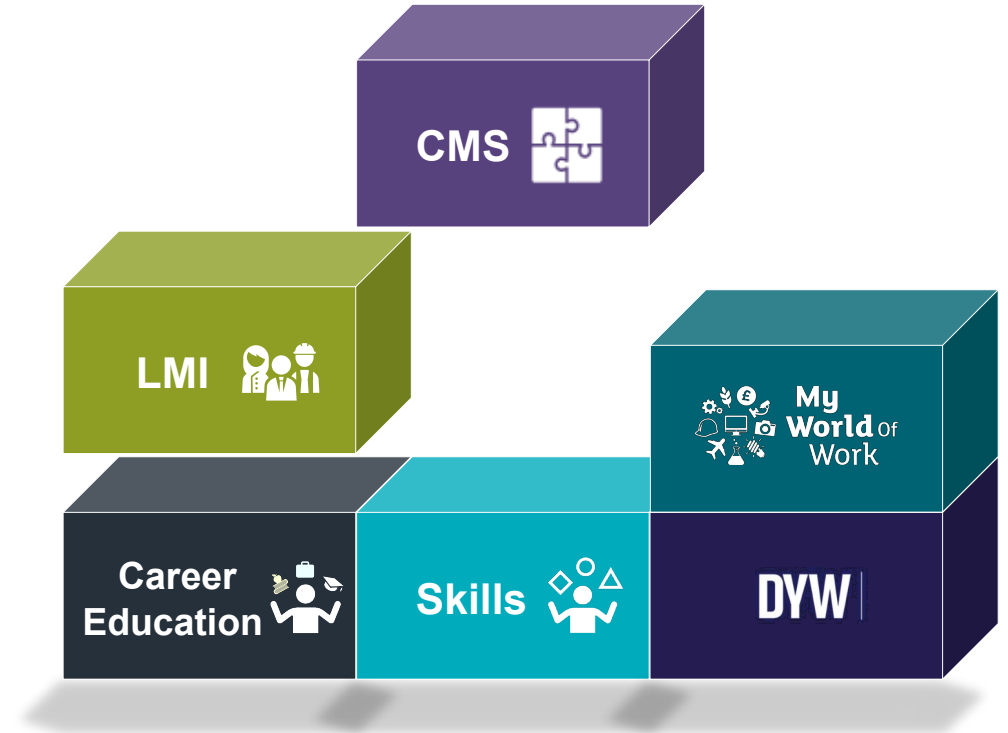 CMS
LMI
My
World Of
Work
Career
Education
Skills
DYW